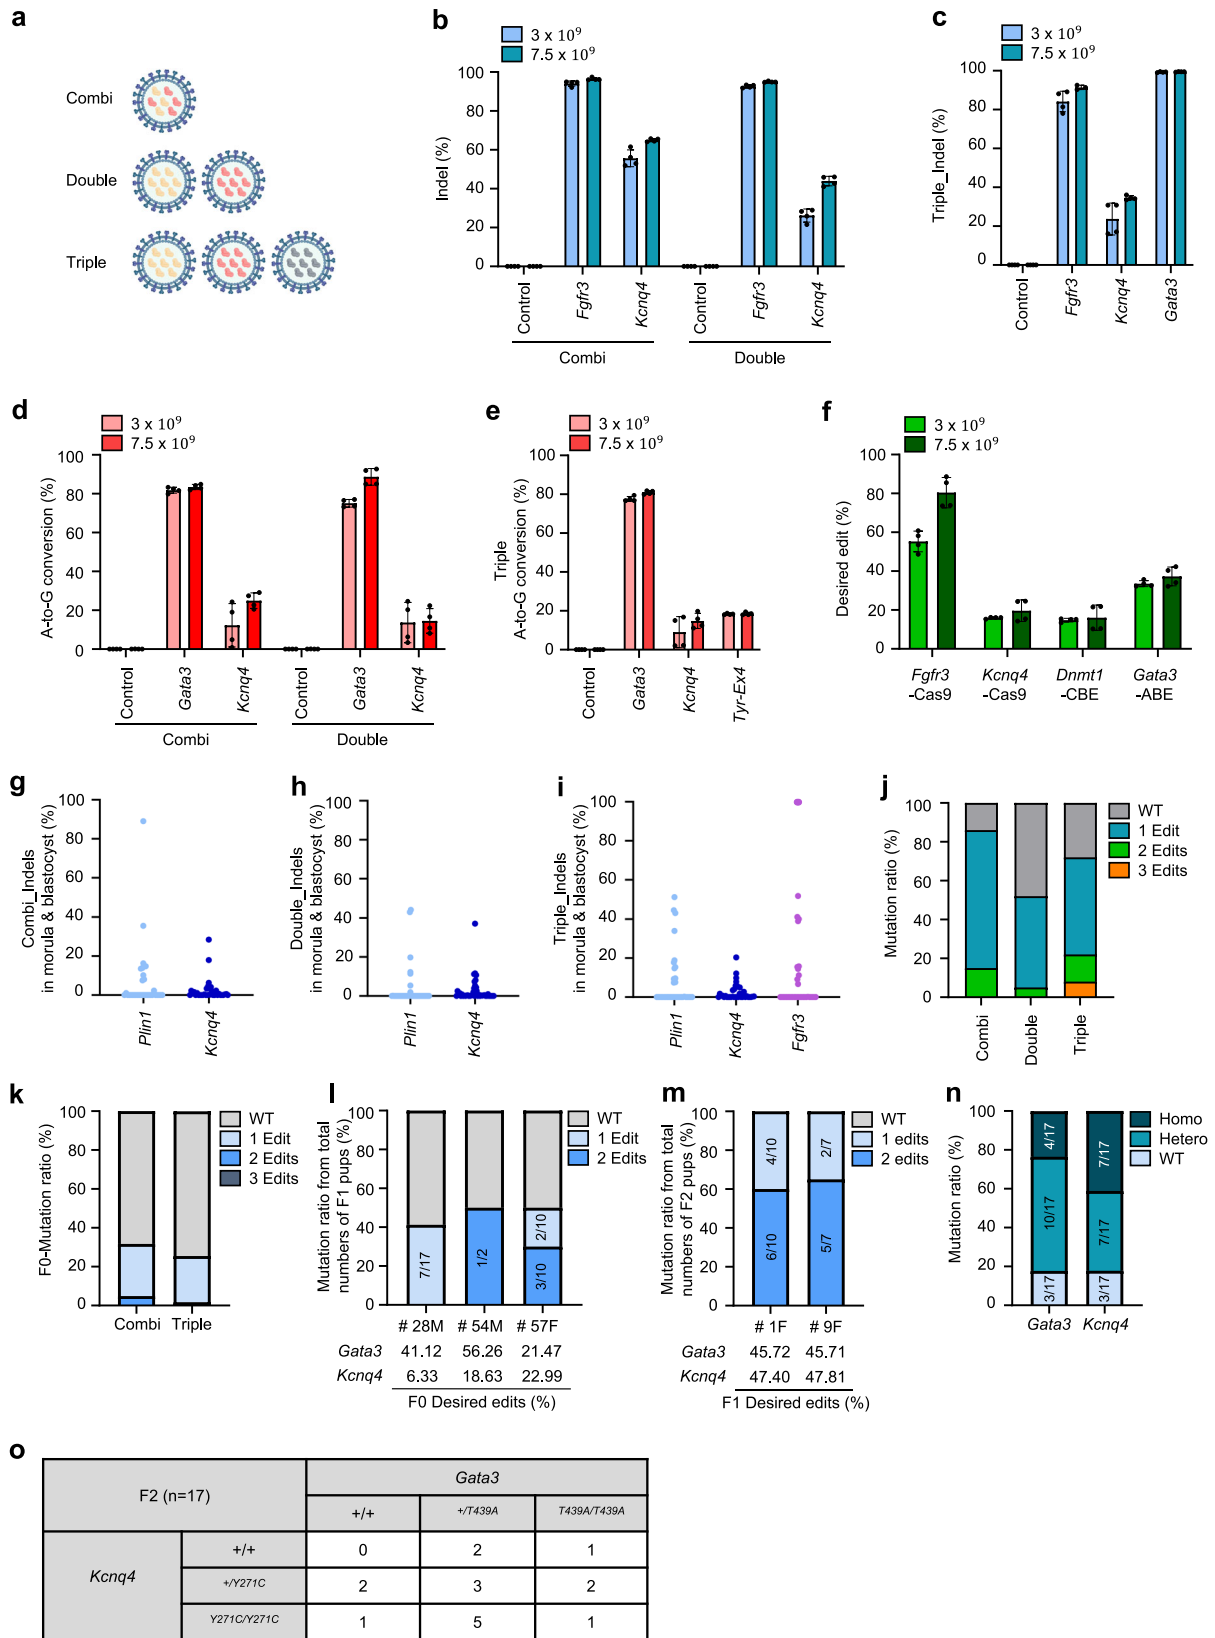 a
Combi
Double
Triple
b
3 x 10⁹
7.5 x 10⁹
Indel (%)
100
80
60
40
20
0
Control
Fgfr3
Kcnq4
Control
Fgfr3
Kcnq4
Combi
Double
c
3 x 10⁹
7.5 x 10⁹
Triple_Indel (%)
100
80
60
40
20
0
Control
Fgfr3
Kcnq4
Gata3
d
3 x 10⁹
7.5 x 10⁹
A-to-G conversion (%)
100
80
60
40
20
0
Control
Gata3
Kcnq4
Control
Gata3
Kcnq4
Combi
Double
e
3 x 10⁹
7.5 x 10⁹
Triple
A-to-G conversion (%)
100
80
60
40
20
0
Control
Gata3
Kcnq4
Tyr-Ex4
f
3 x 10⁹
7.5 x 10⁹
Desired edit (%)
100
80
60
40
20
0
Fgfr3
-Cas9
Kcnq4
-Cas9
Dnmt1
-CBE
Gata3
-ABE
g
Combi_Indels
in morula & blastocyst (%)
100
80
60
40
20
0
Plin1
Kcnq4
h
Double_Indels
in morula & blastocyst (%)
100
80
60
40
20
0
Plin1
Kcnq4
i
Triple_Indels
in morula & blastocyst (%)
100
80
60
40
20
0
Plin1
Kcnq4
Fgfr3
j
Mutation ratio (%)
100
80
60
40
20
0
WT
1 Edit
2 Edits
3 Edits
Combi
Double
Triple
k
F0-Mutation ratio (%)
100
80
60
40
20
0
WT
1 Edit
2 Edits
3 Edits
Combi
Triple
l
Mutation ratio from total
numbers of F1 pups (%)
100
80
60
40
20
0
WT
1 Edit
2 Edits
7/17
1/2
2/10
3/10
# 28M # 54M # 57F
Gata3 41.12 56.26 21.47
Kcnq4 6.33 18.63 22.99
F0 Desired edits (%)
m
Mutation ratio from total
numbers of F2 pups (%)
100
80
60
40
20
0
WT
1 edits
2 edits
4/10
6/10
2/7
5/7
# 1F # 9F
Gata3 45.72 45.71
Kcnq4 47.40 47.81
F1 Desired edits (%)
n
Mutation ratio (%)
100
80
60
40
20
0
Homo
Hetero
WT
4/17
10/17
3/17
7/17
7/17
3/17
Gata3 Kcnq4
o
F2 (n=17)
Gata3
+/+ +/T439A T439A/T439A
Kcnq4
+/+ 0 2 1
+/Y271C 2 3 2
Y271C/Y271C 1 5 1